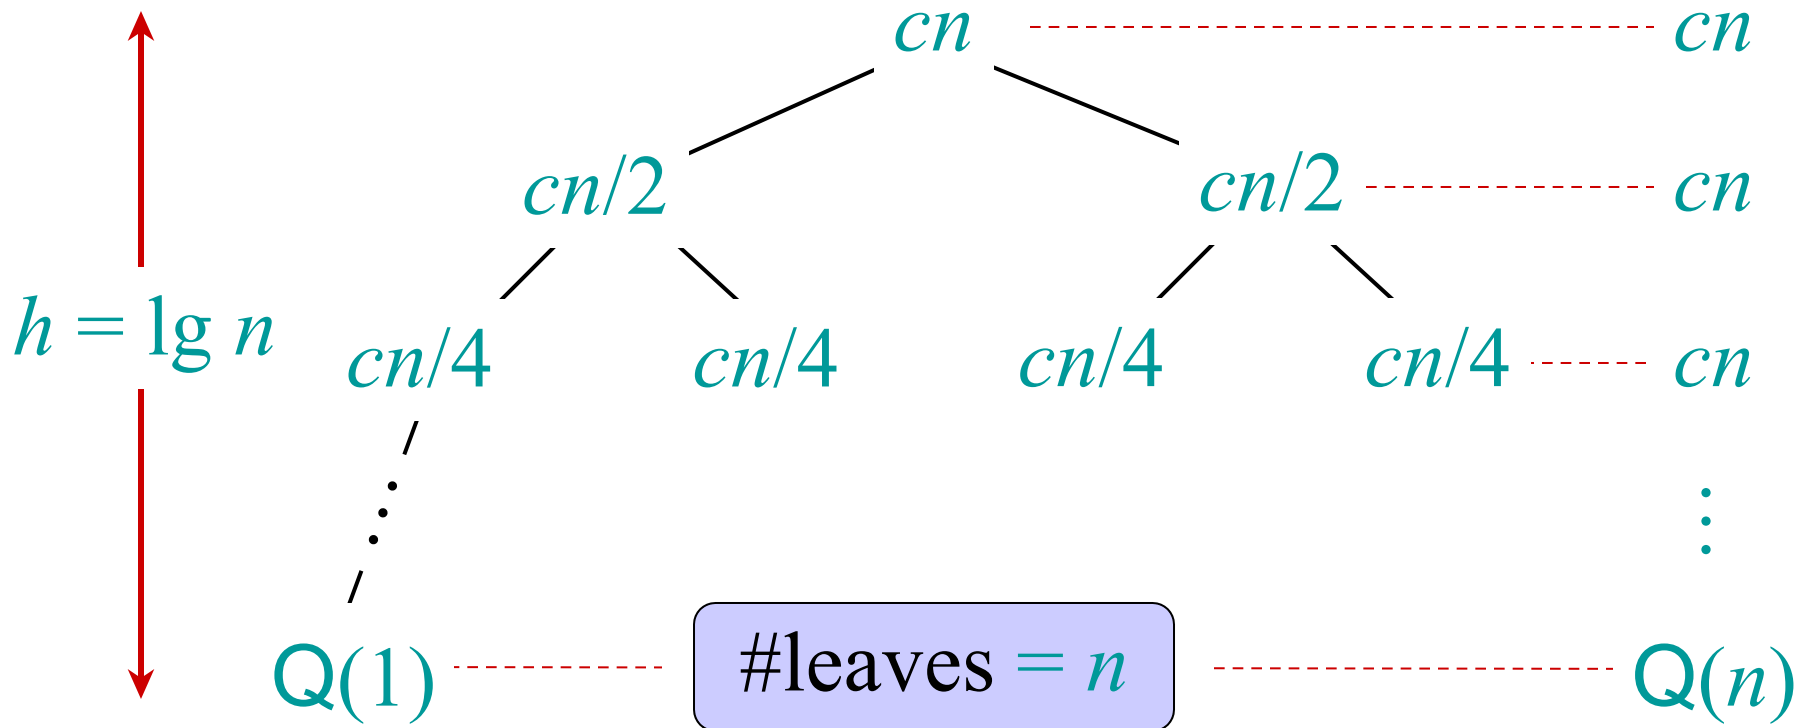 cn cn
cn/2 cn/2 cn
h = lg n
cn/4 cn/4 cn/4 cn/4 cn
Q(1) #leaves = n Q(n)